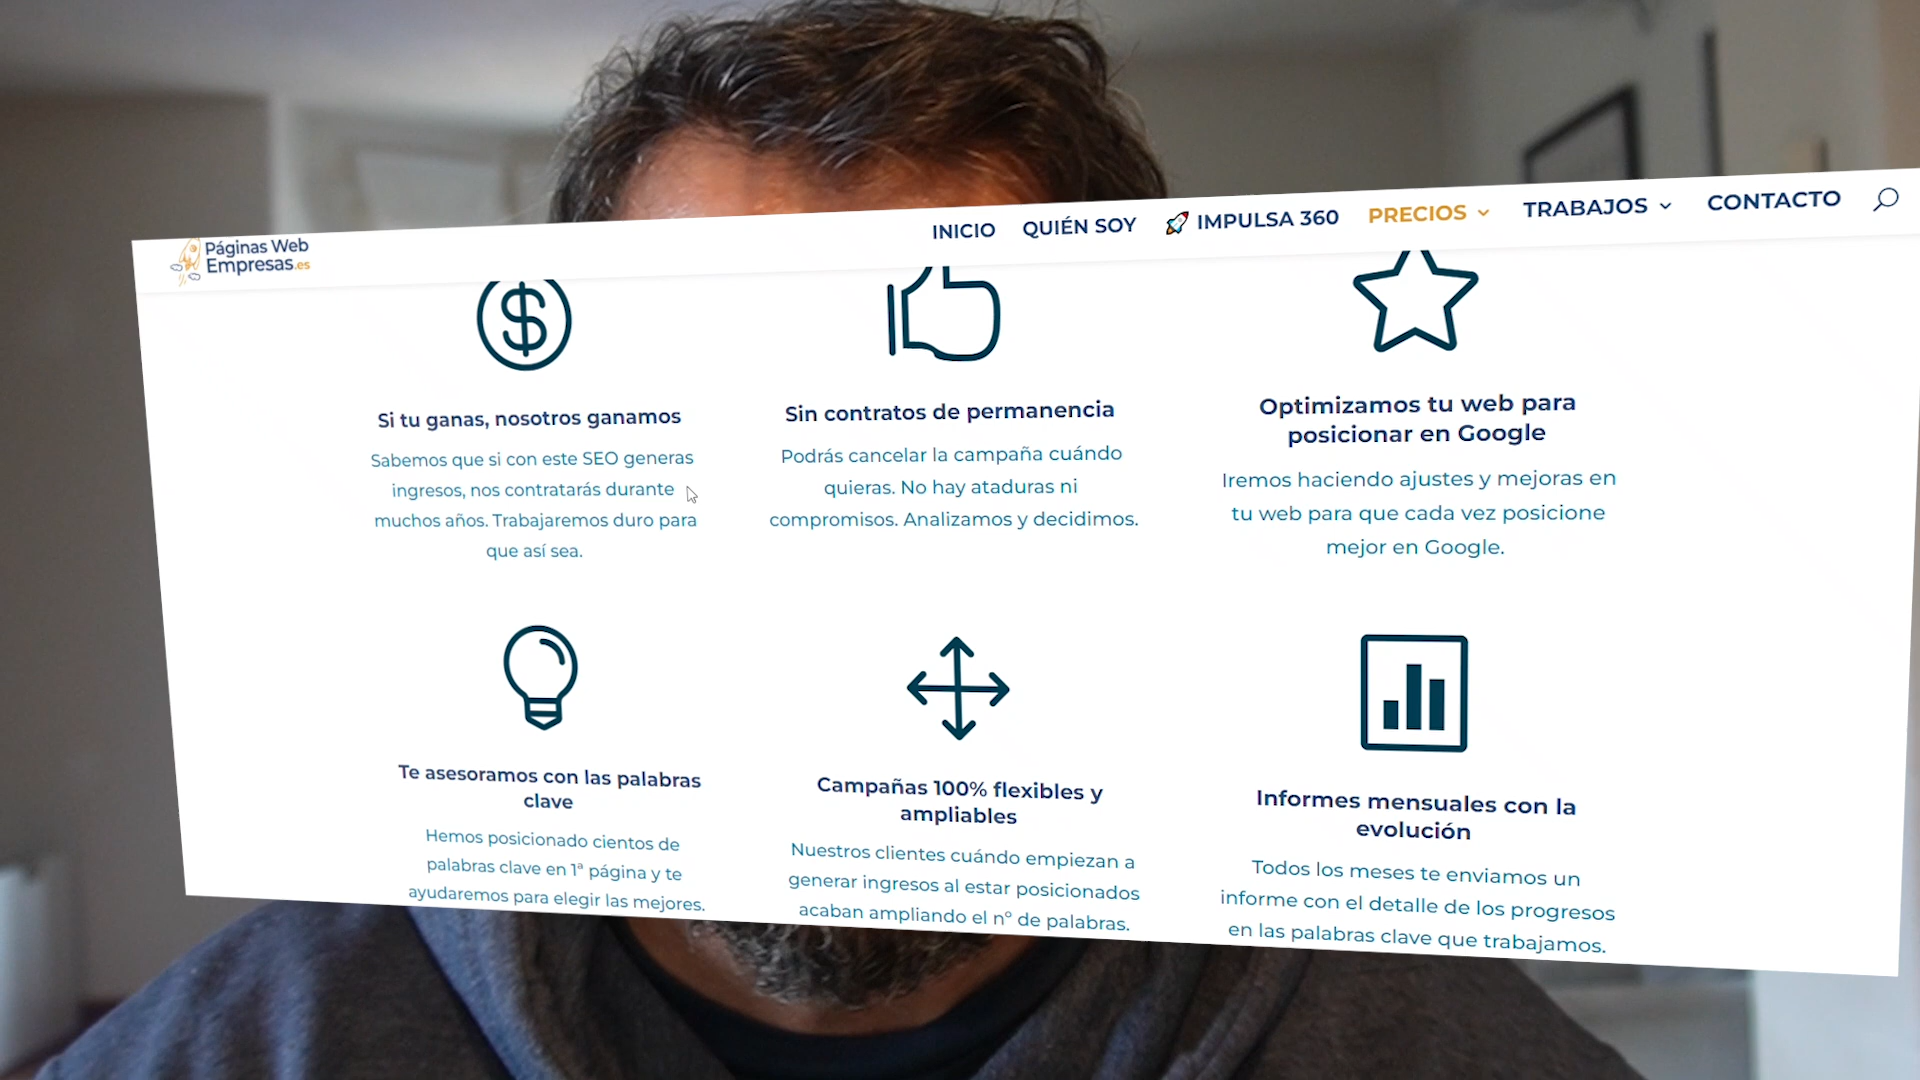 Páginas Web
Empresas.es
INICIO
QUIÉN SOY
IMPULSA 360
PRECIOS
TRABAJOS
CONTACTO
Si tu ganas, nosotros ganamos
Sabemos que si con este SEO generas
ingresos, nos contratarás durante
muchos años. Trabajaremos duro para
que así sea.
Sin contratos de permanencia
Podrás cancelar la campaña cuándo
quieras. No hay ataduras ni
compromisos. Analizamos y decidimos.
Optimizamos tu web para
posicionar en Google
Iremos haciendo ajustes y mejoras en
tu web para que cada vez posicione
mejor en Google.
Te asesoramos con las palabras
clave
Hemos posicionado cientos de
palabras clave en 1ª página y te
ayudaremos para elegir las mejores.
Campañas 100% flexibles y
ampliables
Nuestros clientes cuándo empiezan a
generar ingresos al estar posicionados
acaban ampliando el nº de palabras.
Informes mensuales con la
evolución
Todos los meses te enviamos un
informe con el detalle de los progresos
en las palabras clave que trabajamos.